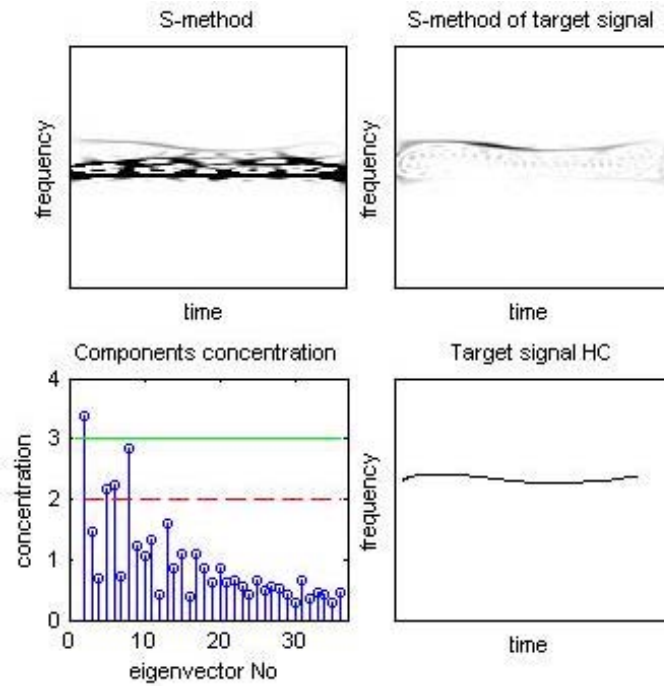 S-method
frequency
time
S-method of target signal
frequency
time
Components concentration
4
3
2
1
0
concentration
0 10 20 30
eigenvector No
Target signal HC
frequency
time